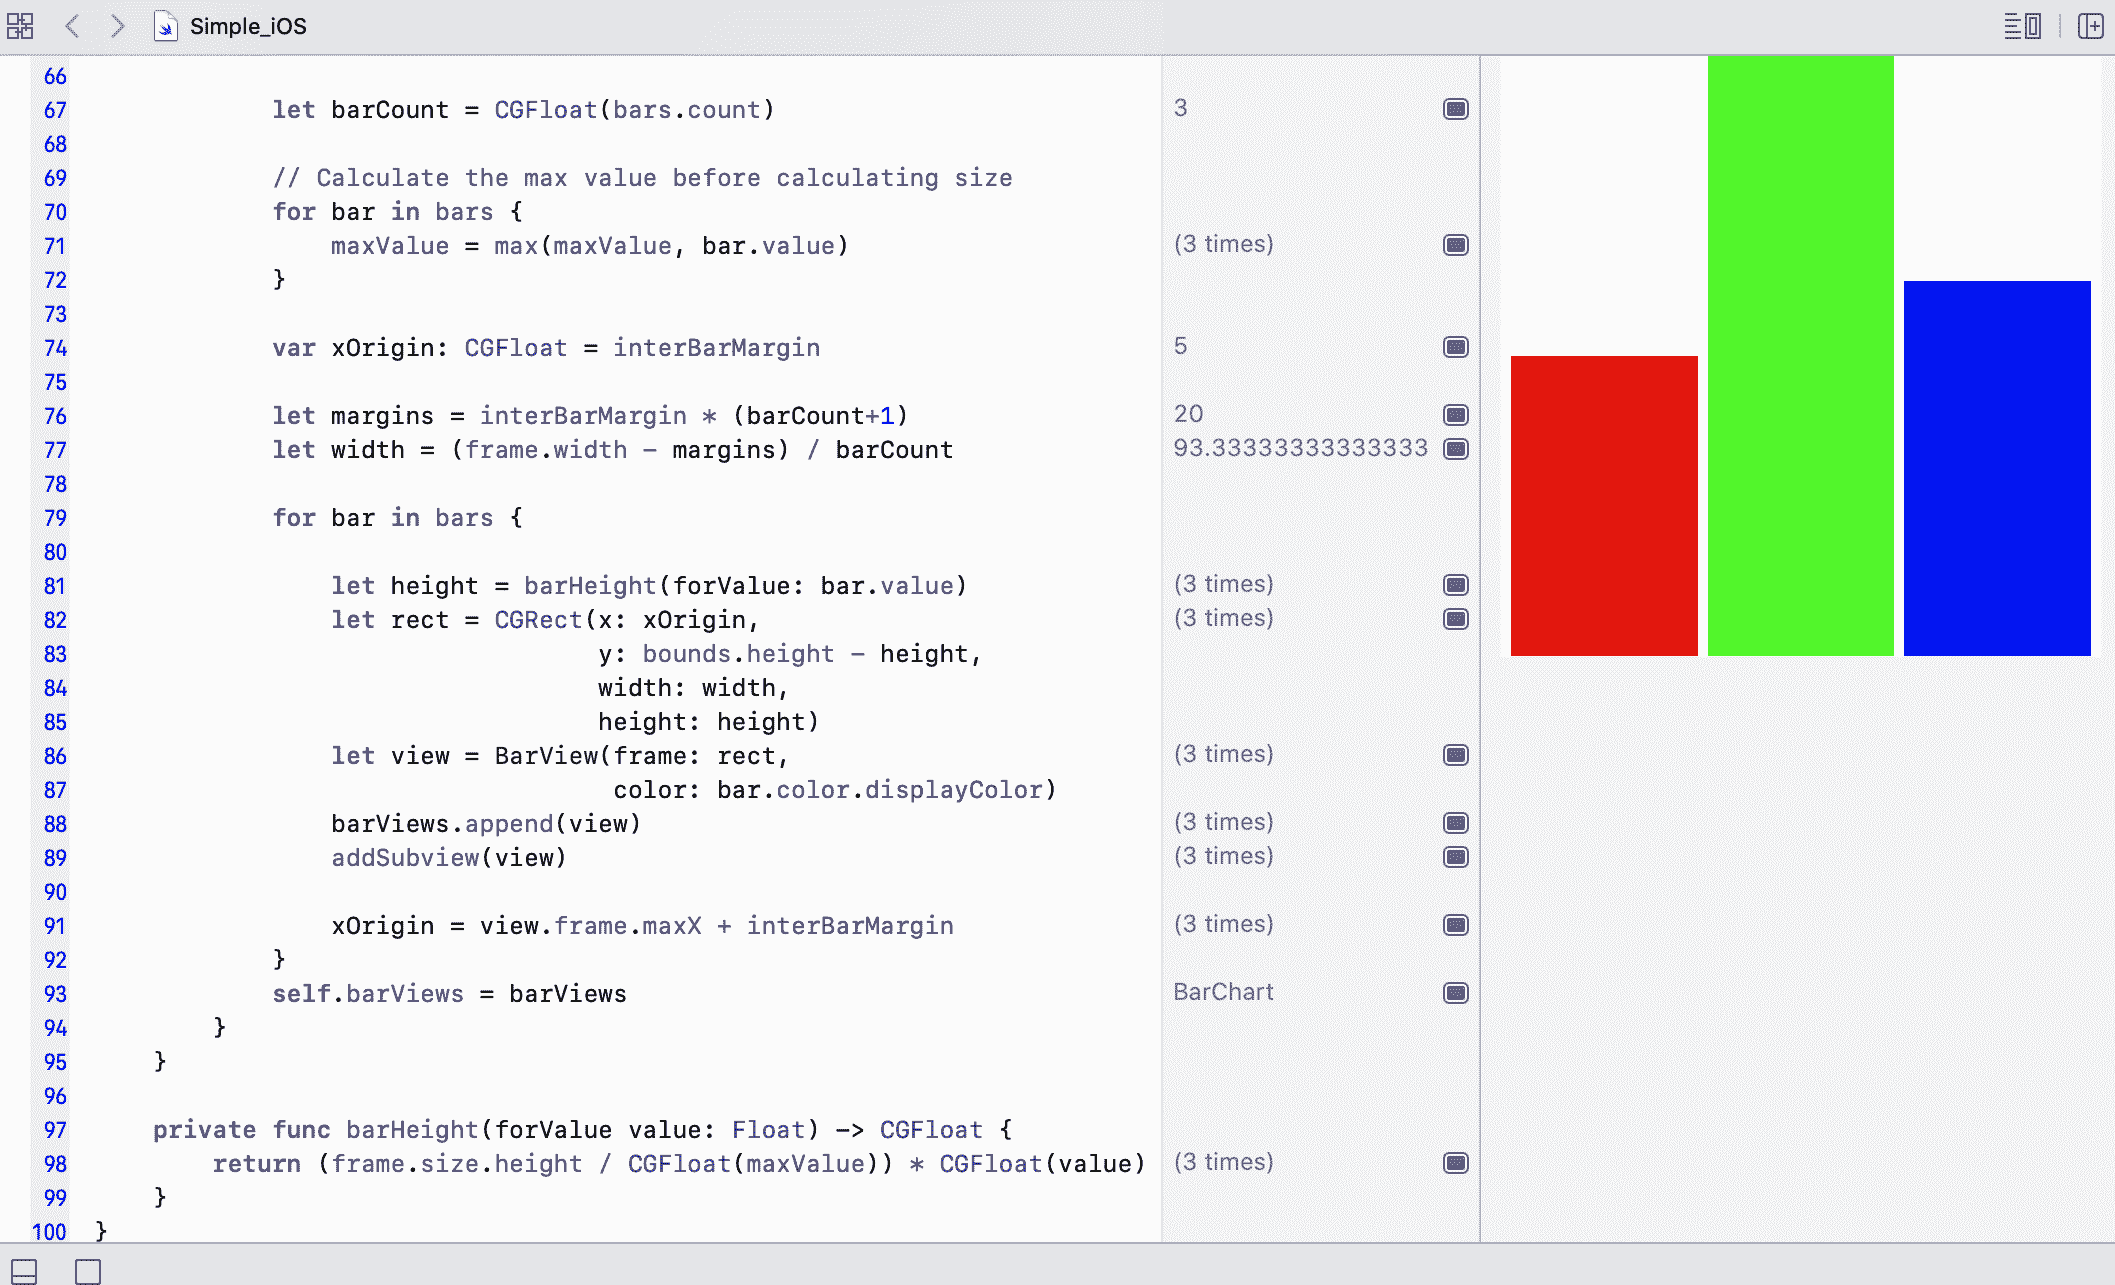 Simple_iOS
66
67 let barCount = CGFloat(bars.count) 3
68
69 // Calculate the max value before calculating size
70 for bar in bars {
71 maxValue = max(maxValue, bar.value) (3 times)
72 }
73
74 var xOrigin: CGFloat = interBarMargin 5
75
76 let margins = interBarMargin * (barCount+1) 20
77 let width = (frame.width - margins) / barCount 93.33333333333333
78
79 for bar in bars {
80
81 let height = barHeight(forValue: bar.value) (3 times)
82 let rect = CGRect(x: xOrigin, (3 times)
83 y: bounds.height - height,
84 width: width,
85 height: height)
86 let view = BarView(frame: rect, (3 times)
87 color: bar.color.displayColor)
88 barViews.append(view) (3 times)
89 addSubview(view) (3 times)
90
91 xOrigin = view.frame.maxX + interBarMargin (3 times)
92 }
93 self.barViews = barViews BarChart
94 }
95 }
96
97 private func barHeight(forValue value: Float) -> CGFloat {
98 return (frame.size.height / CGFloat(maxValue)) * CGFloat(value) (3 times)
99 }
100 }